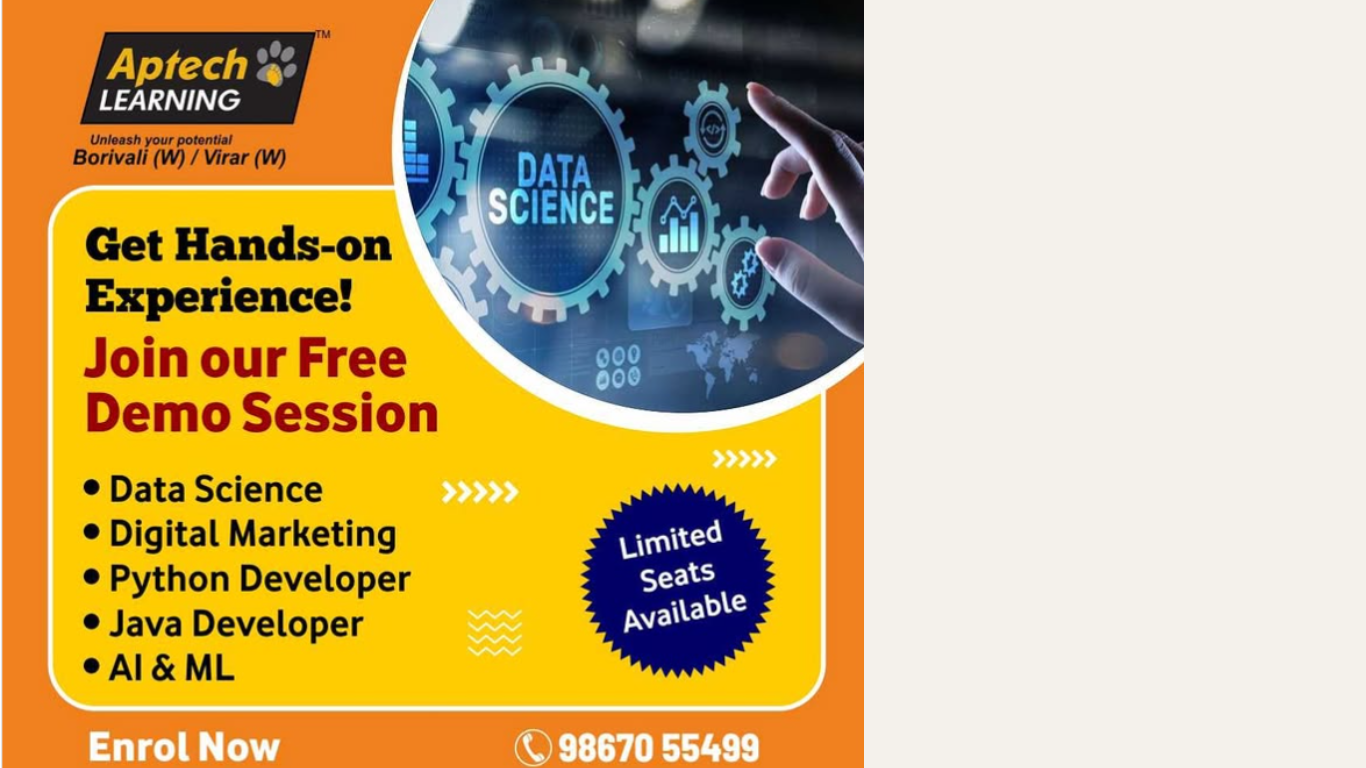 Aptech
TM
LEARNING
Unleash your potential
Borivali (W) / Virar (W)
DATA
SCIENCE
</>
Get Hands-on
Experience!
Join our Free
Demo Session
• Data Science
• Digital Marketing
• Python Developer
• Java Developer
• AI & ML
Limited
Seats
Available
Enrol Now
98670 55499